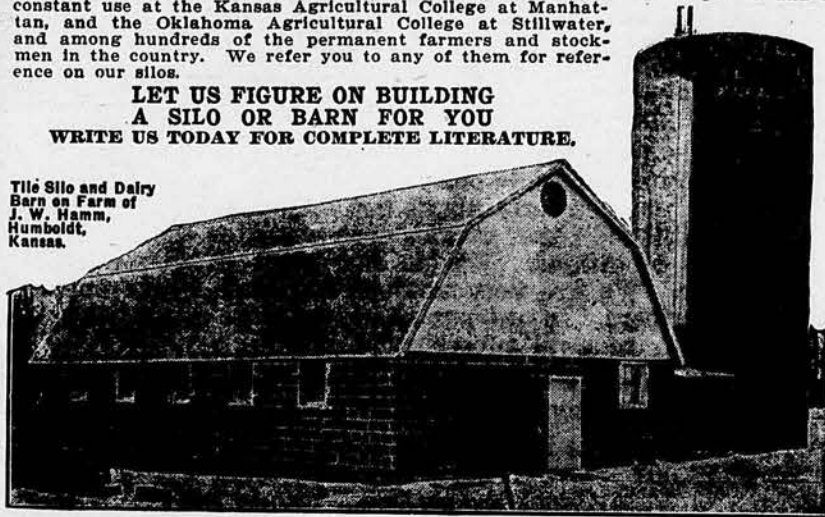 constant use at the Kansas Agricultural College at Manhat-
tan, and the Oklahoma Agricultural College at Stillwater,
and among hundreds of the permanent farmers and stock-
men in the country. We refer you to any of them for refer-
ence on our silos.
LET US FIGURE ON BUILDING
A SILO OR BARN FOR YOU
WRITE US TODAY FOR COMPLETE LITERATURE.
Tile Silo and Dairy
Barn on Farm of
J. W. Hamm,
Humboldt,
Kansas.